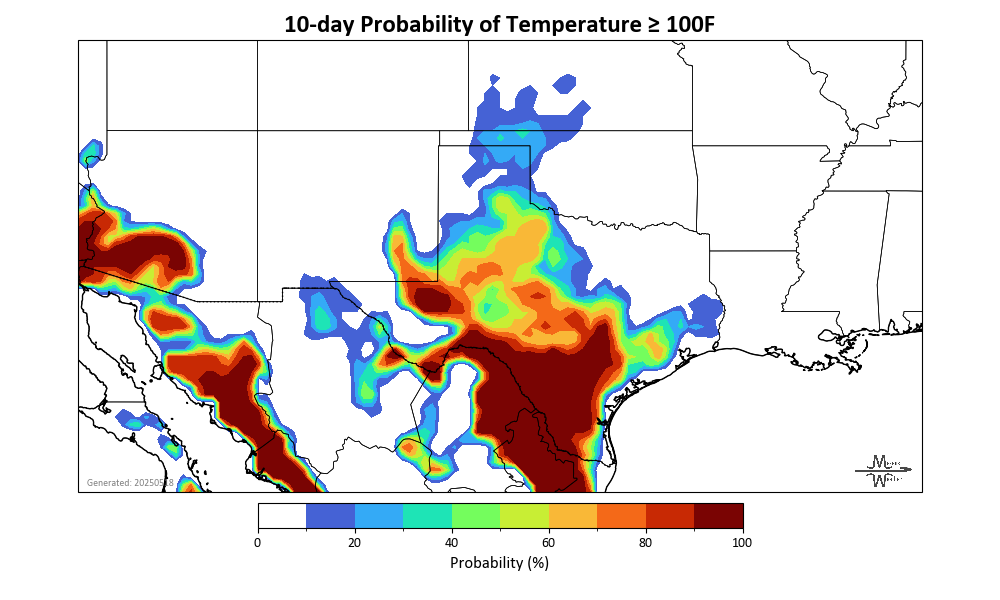 10-day Probability of Temperature ≥ 100F
Generated: 20250518
0 20 40 60 80 100
Probability (%)